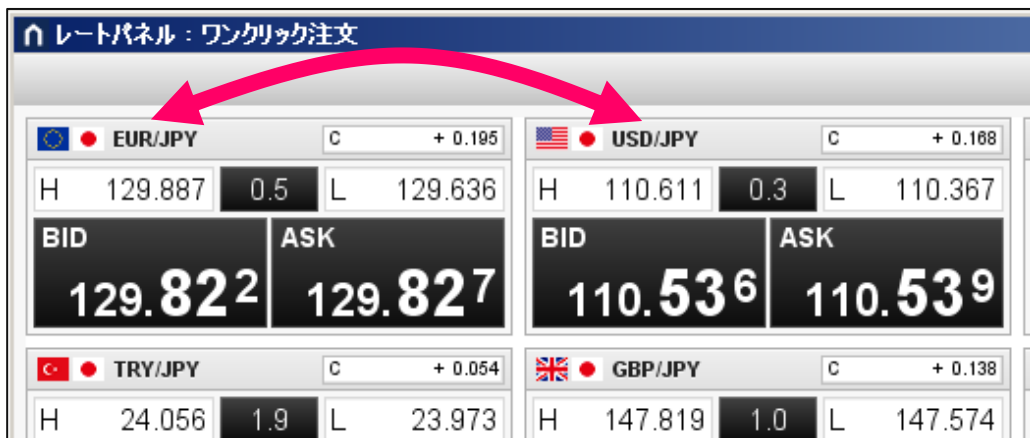 レートパネル：ワンクリック注文
EUR/JPY C + 0.195
H 129.887 0.5 L 129.636
BID ASK
129.822 129.827
USD/JPY C + 0.168
H 110.611 0.3 L 110.367
BID ASK
110.536 110.539
TRY/JPY C + 0.054
H 24.056 1.9 L 23.973
GBP/JPY C + 0.138
H 147.819 1.0 L 147.574